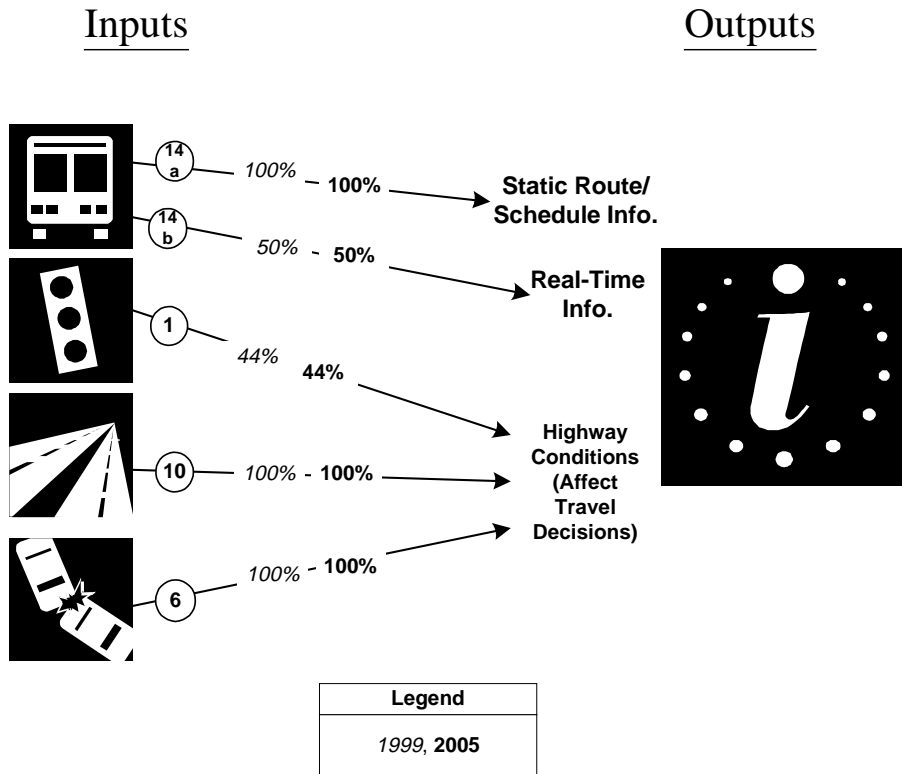 Inputs
Outputs
14
a
100%
100%
Static Route/
Schedule Info.
14
b
50%
50%
Real-Time
Info.
1
44%
44%
Highway
Conditions
(Affect
Travel
Decisions)
10
100%
100%
6
100%
100%
i
Legend
1999, 2005